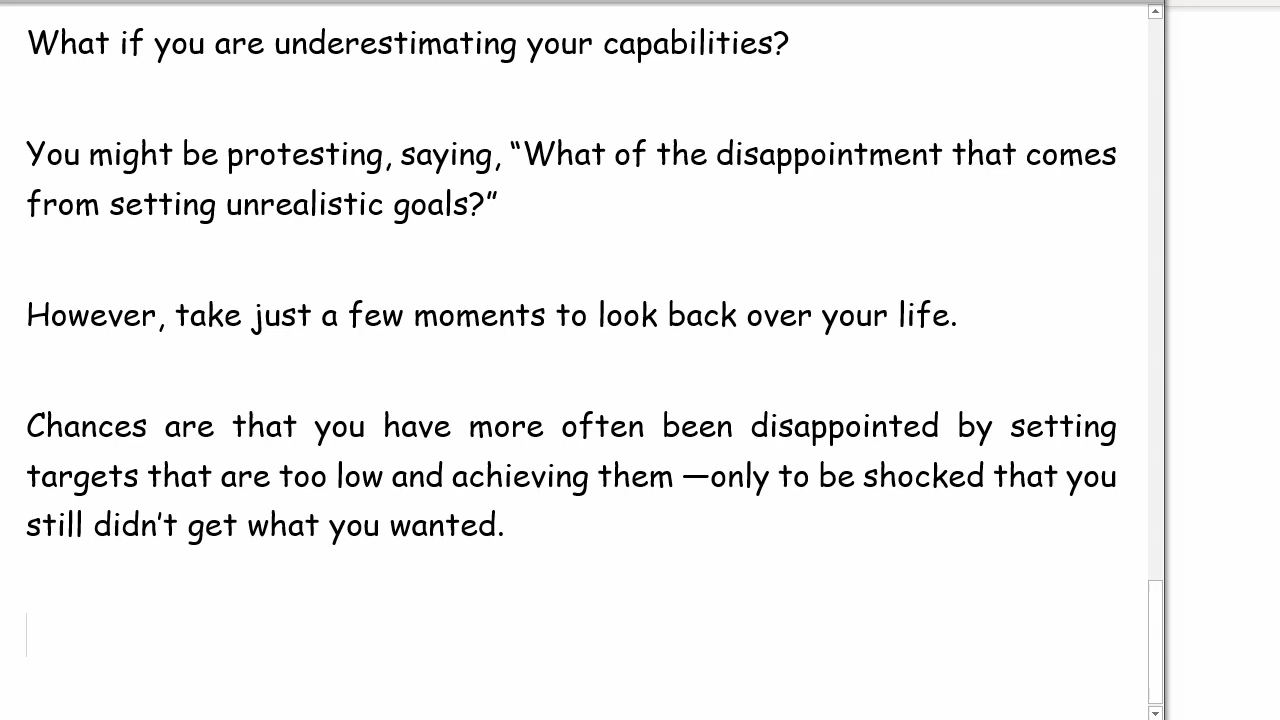 What if you are underestimating your capabilities?
You might be protesting, saying, “What of the disappointment that comes
from setting unrealistic goals?”
However, take just a few moments to look back over your life.
Chances are that you have more often been disappointed by setting
targets that are too low and achieving them —only to be shocked that you
still didn’t get what you wanted.